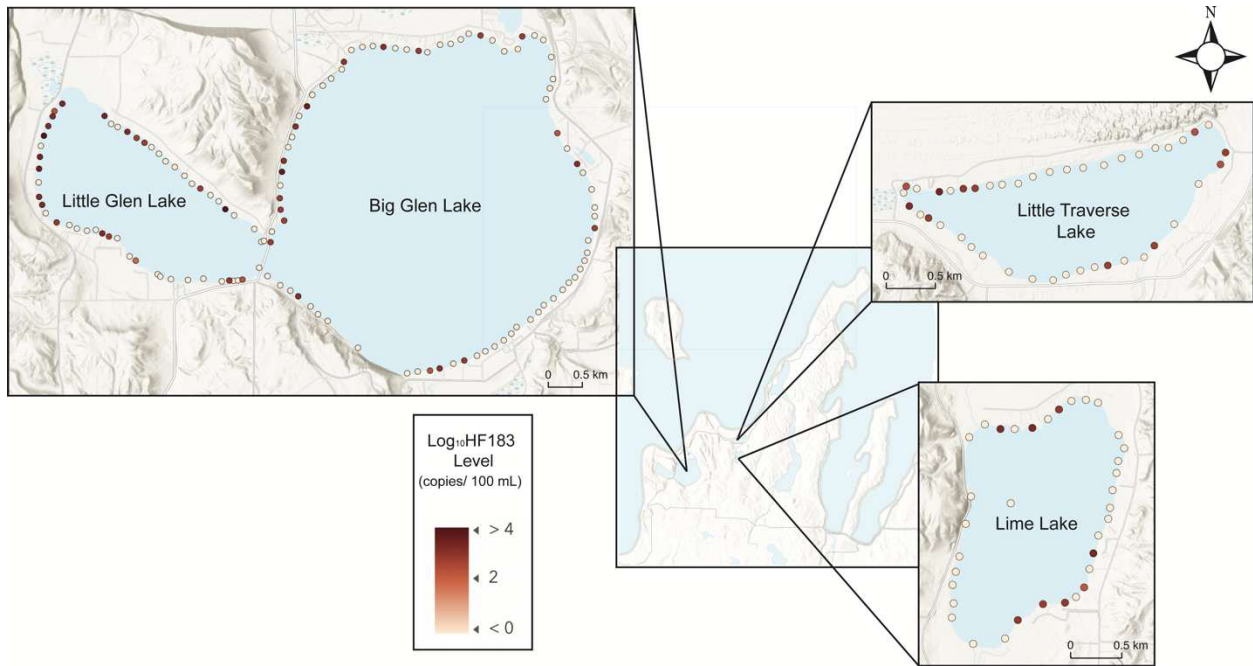 N
Little Glen Lake
Big Glen Lake
0 0.5 km
Little Traverse
Lake
0 0.5 km
Log₁₀HF183
Level
(copies/ 100 mL)
> 4
2
< 0
Lime Lake
0 0.5 km